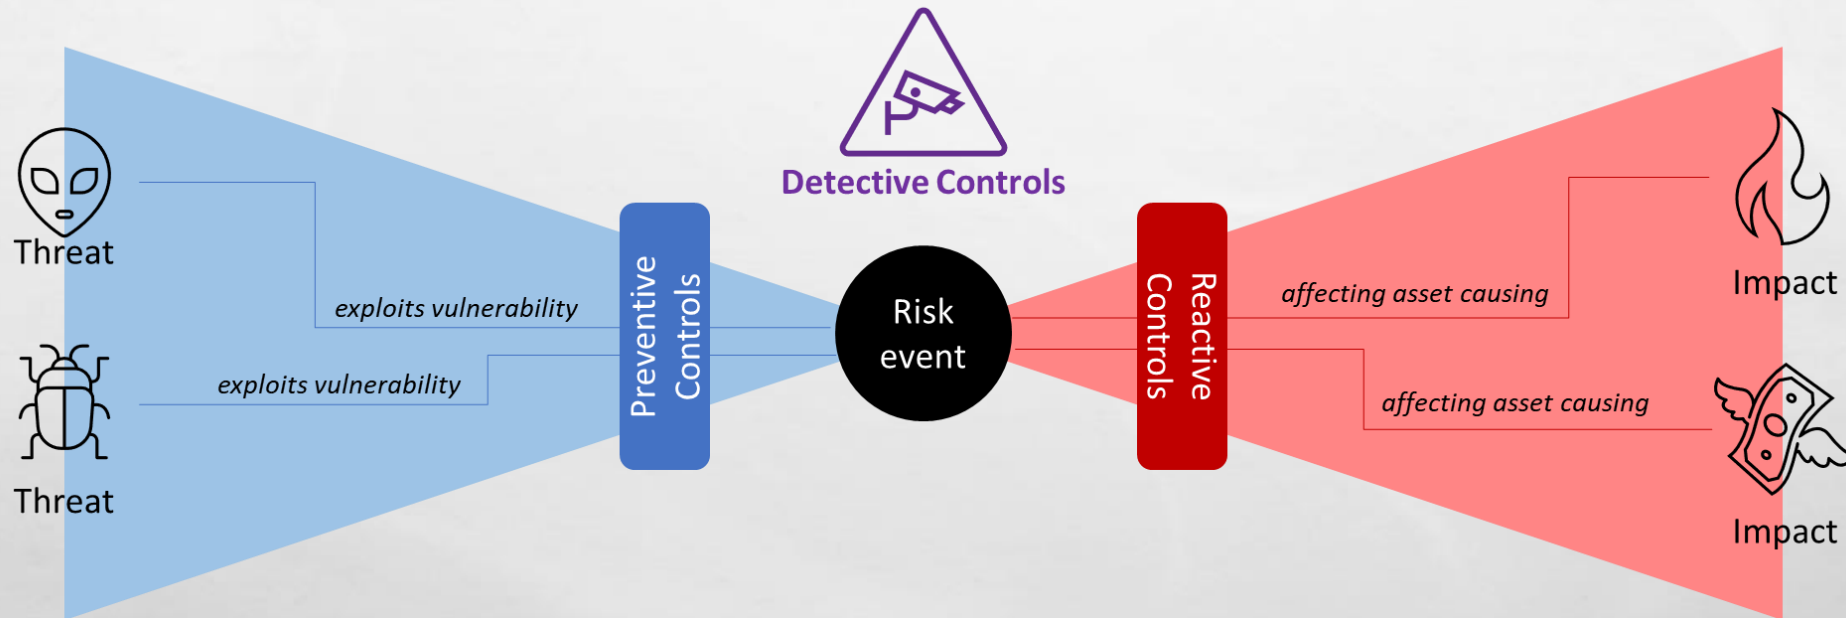 Detective Controls
Threat
exploits vulnerability
exploits vulnerability
Threat
Preventive
Controls
Risk
event
Reactive
Controls
affecting asset causing
Impact
affecting asset causing
Impact